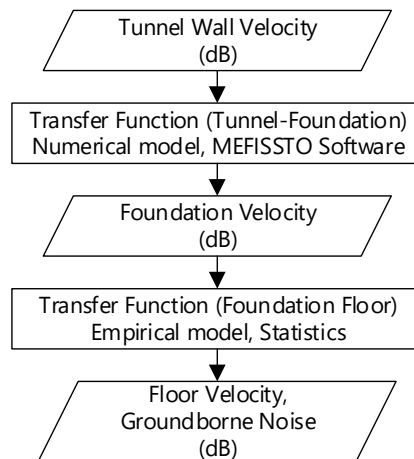 Tunnel Wall Velocity
(dB)
Transfer Function (Tunnel-Foundation)
Numerical model, MEFISSTO Software
Foundation Velocity
(dB)
Transfer Function (Foundation Floor)
Empirical model, Statistics
Floor Velocity,
Groundborne Noise
(dB)